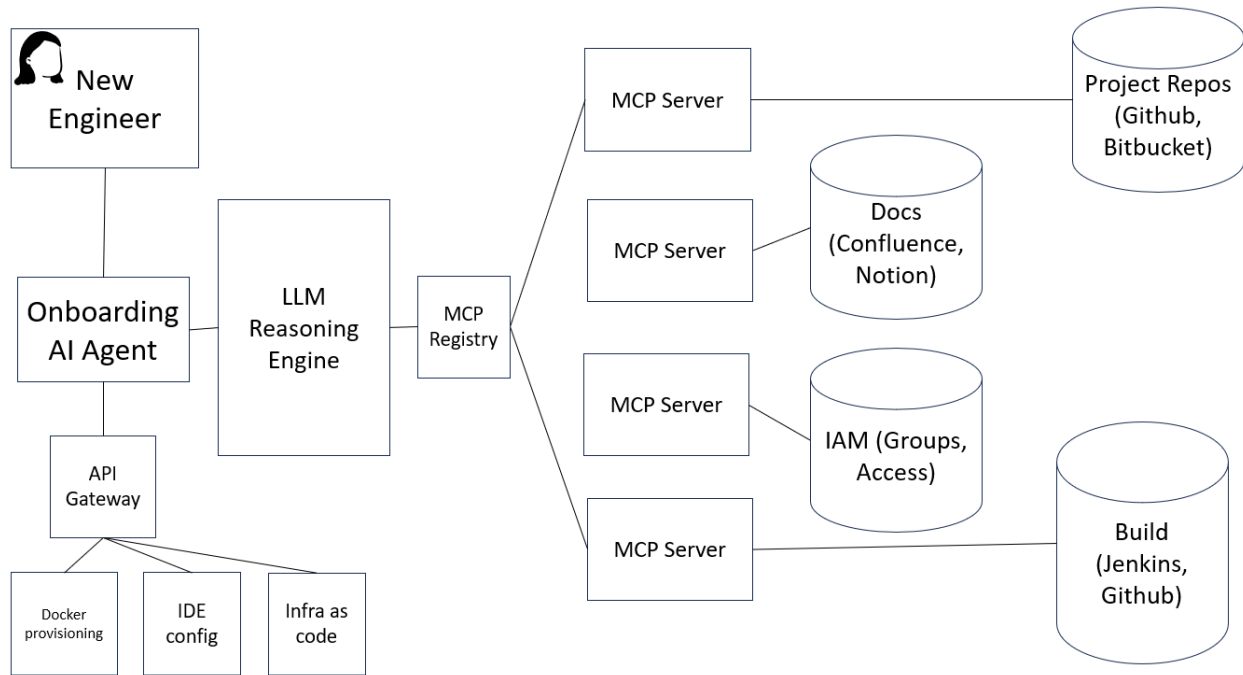 New
Engineer
Onboarding
AI Agent
API
Gateway
Docker
provisioning
IDE
config
Infra as
code
LLM
Reasoning
Engine
MCP
Registry
MCP Server
MCP Server
MCP Server
MCP Server
Project Repos
(Github,
Bitbucket)
Docs
(Confluence,
Notion)
IAM (Groups,
Access)
Build
(Jenkins,
Github)